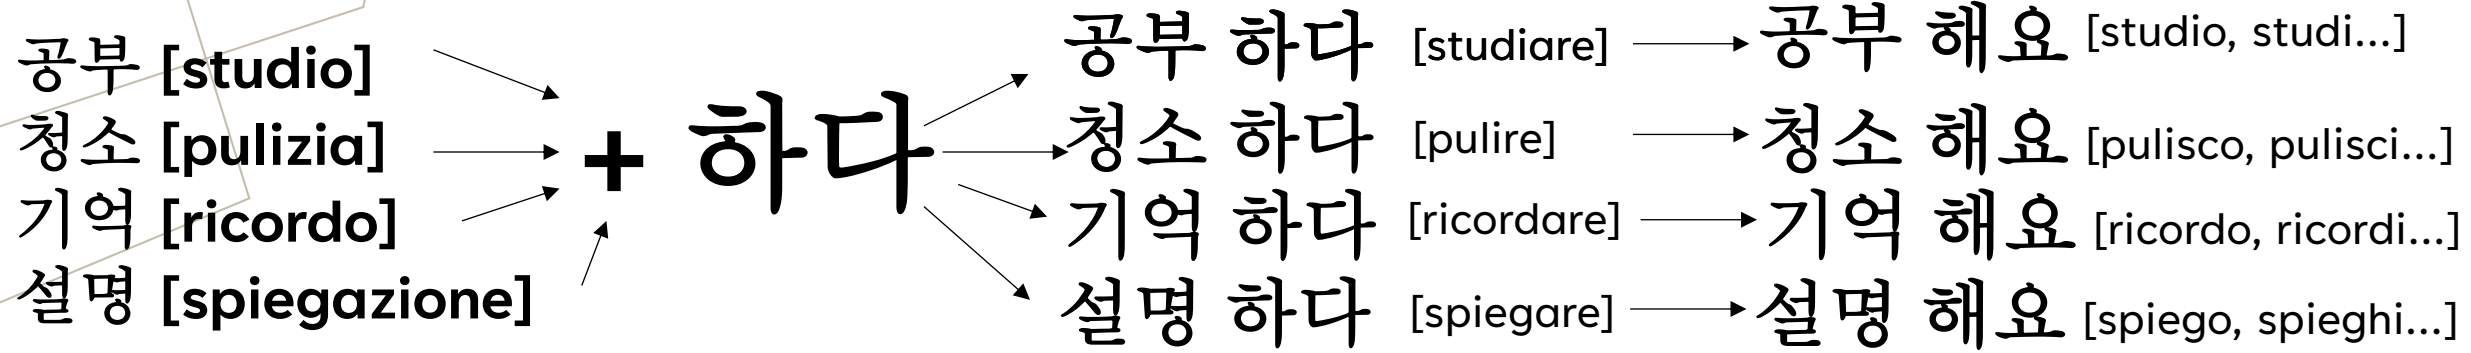 공부 [studio]
청소 [pulizia]
기억 [ricordo]
설명 [spiegazione]
+ 하다
공부 하다 [studiare] 공부 해요 [studio, studi...]
청소 하다 [pulire] 청소 해요 [pulisco, pulisci...]
기억 하다 [ricordare] 기억 해요 [ricordo, ricordi...]
설명 하다 [spiegare] 설명 해요 [spiego, spieghi...]